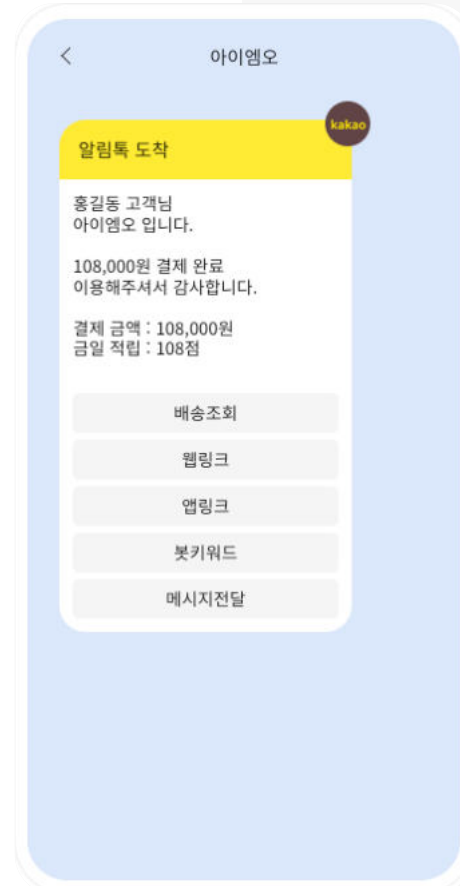 아이엠오
kakao
알림톡 도착
홍길동 고객님
아이엠오 입니다.
108,000원 결제 완료
이용해주셔서 감사합니다.
결제 금액 : 108,000원
금일 적립 : 108점
배송조회
웹링크
앱링크
봇키워드
메시지전달